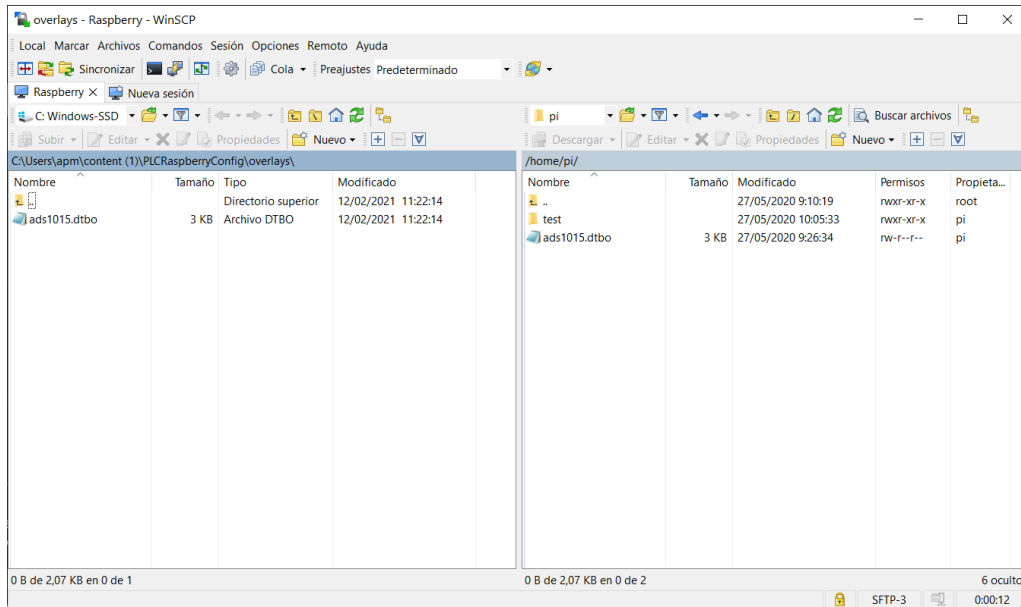 overlays - Raspberry - WinSCP
Local Marcar Archivos Comandos Sesión Opciones Remoto Ayuda
Sincronizar Cola Preajustes Predeterminado
Raspberry Nueva sesión
C: Windows-SSD pi Buscar archivos
Subir Editar Propiedades Nuevo Descargar Editar Propiedades Nuevo
C:\Users\apm\content (1)\PLCRaspberryConfig\overlays\ /home/pi/
Nombre Tamaño Tipo Modificado Nombre Tamaño Modificado Permisos Propieta...
.. Directorio superior 12/02/2021 11:22:14 .. 27/05/2020 9:10:19 rwxr-xr-x root
ads1015.dtbo 3 KB Archivo DTBO 12/02/2021 11:22:14 test 27/05/2020 10:05:33 rwxr-xr-x pi
ads1015.dtbo 3 KB 27/05/2020 9:26:34 rw-r--r-- pi
0 B de 2,07 KB en 0 de 1 0 B de 2,07 KB en 0 de 2 6 oculto
SFTP-3 0:00:12